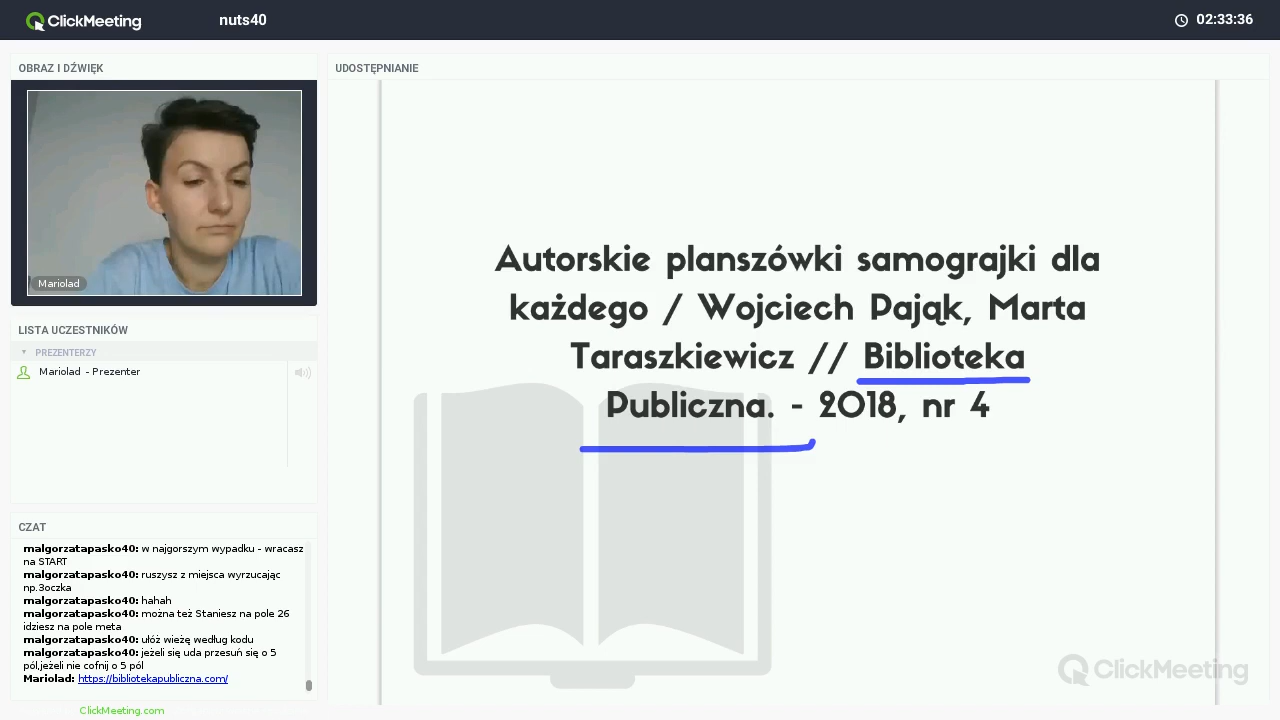 ClickMeeting
nuts40
02:33:36
OBRAZ I DŹWIĘK
Mariolad
LISTA UCZESTNIKÓW
PREZENTERZY
Mariolad - Prezenter
CZAT
malgorzatapasko40: w najgorszym wypadku - wracasz
na START
malgorzatapasko40: ruszysz z miejsca wyrzucając
np.3oczka
malgorzatapasko40: hahah
malgorzatapasko40: można też Staniesz na pole 26
idziesz na pole meta
malgorzatapasko40: ułóż wieżę według kodu
malgorzatapasko40: jeżeli się uda przesuń się o 5
pól,jeżeli nie cofnij o 5 pól
Mariolad: https://bibliotekapubliczna.com/
ClickMeeting.com
UDOSTĘPNIANIE
Autorskie planszówki samograjki dla
każdego / Wojciech Pająk, Marta
Taraszkiewicz // Biblioteka
Publiczna. - 2018, nr 4
ClickMeeting